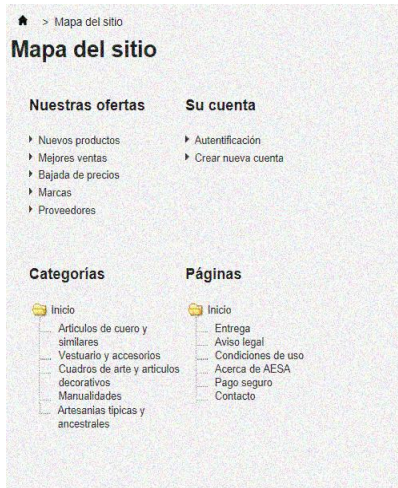 > Mapa del sitio
Mapa del sitio
Nuestras ofertas
Nuevos productos
Mejores ventas
Bajada de precios
Marcas
Proveedores
Su cuenta
Autentificación
Crear nueva cuenta
Categorías
Inicio
Articulos de cuero y
similares
Vestuario y accesorios
Cuadros de arte y articulos
decorativos
Manualidades
Artesanias tipicas y
ancestrales
Páginas
Inicio
Entrega
Aviso legal
Condiciones de uso
Acerca de AESA
Pago seguro
Contacto